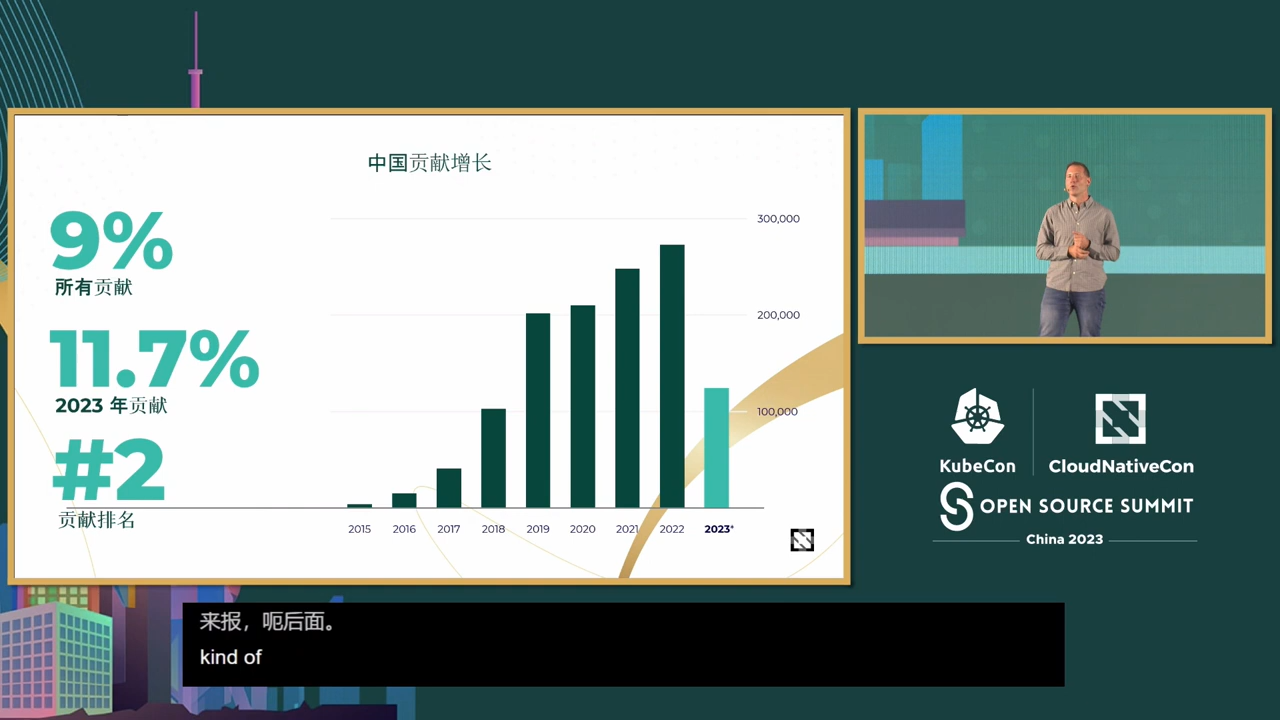 中国贡献增长
9%
所有贡献
11.7%
2023 年贡献
#2
贡献排名
300,000
200,000
100,000
2015 2016 2017 2018 2019 2020 2021 2022 2023*
KubeCon
CloudNativeCon
OPEN SOURCE SUMMIT
China 2023
来报，呃后面。
kind of